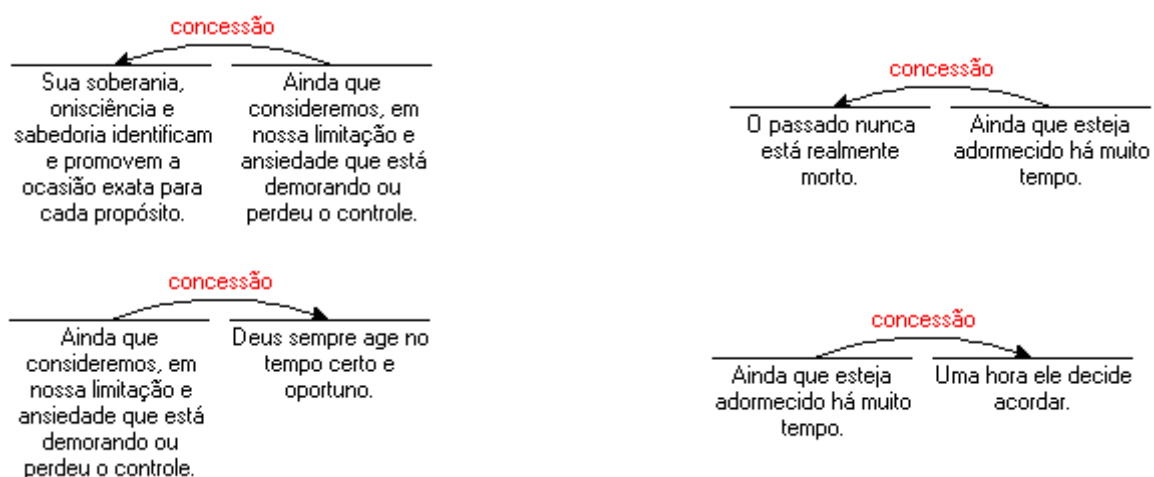 concessão
Sua soberania,
onisciência e
sabedoria identificam
e promovem a
ocasião exata para
cada propósito.
Ainda que
consideremos, em
nossa limitação e
ansiedade que está
demorando ou
perdeu o controle.
concessão
O passado nunca
está realmente
morto.
Ainda que esteja
adormecido há muito
tempo.
concessão
Ainda que
consideremos, em
nossa limitação e
ansiedade que está
demorando ou
perdeu o controle.
Deus sempre age no
tempo certo e
oportuno.
concessão
Ainda que esteja
adormecido há muito
tempo.
Uma hora ele decide
acordar.